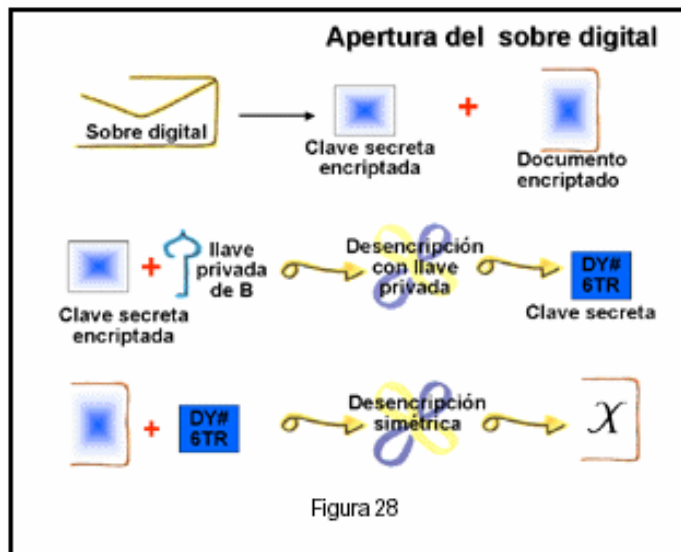 Apertura del sobre digital
Sobre digital
+
Clave secreta
encriptada
Documento
encriptado
+
llave
privada
de B
Clave secreta
encriptada
Desencripción
con llave
privada
DY#
6TR
Clave secreta
+
DY#
6TR
Desencripción
simétrica
X
Figura 28